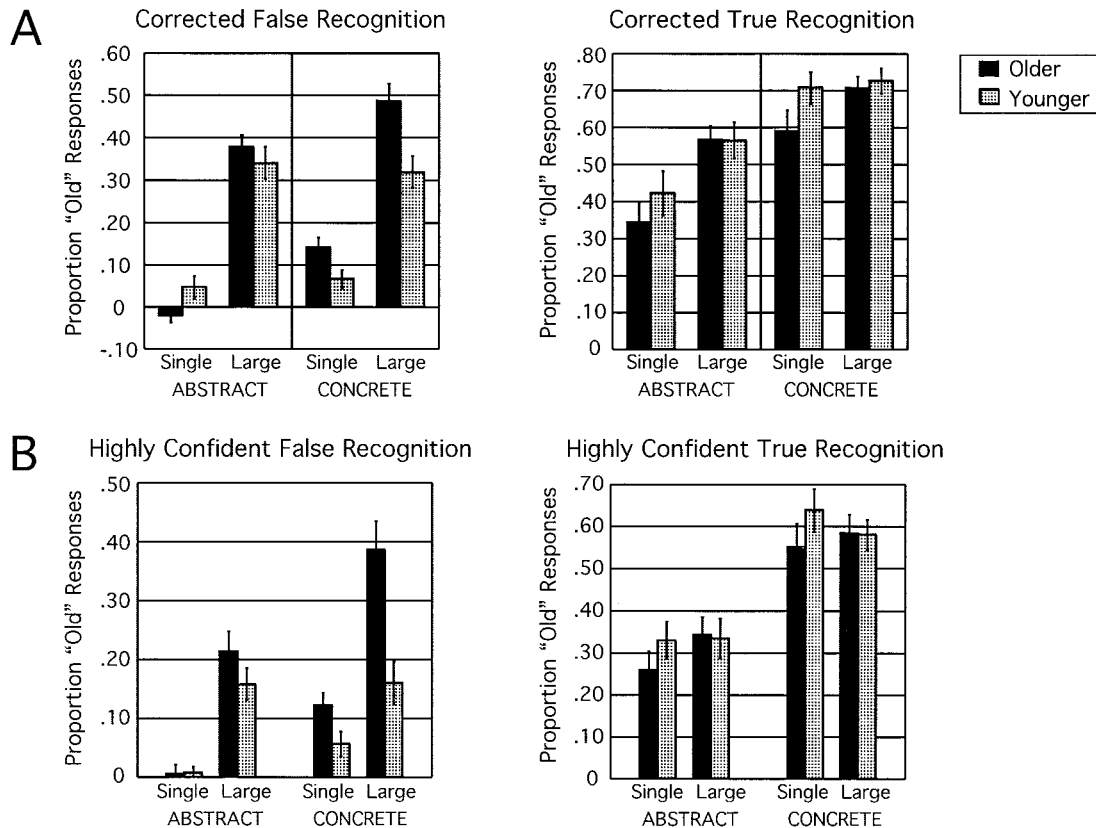 A
Corrected False Recognition
Proportion “Old” Responses
.60
.50
.40
.30
.20
.10
0
-.10
Single Large Single Large
ABSTRACT CONCRETE
Corrected True Recognition
Proportion “Old” Responses
.80
.70
.60
.50
.40
.30
.20
.10
0
Single Large Single Large
ABSTRACT CONCRETE
Older
Younger
B
Highly Confident False Recognition
Proportion “Old” Responses
.50
.40
.30
.20
.10
0
Single Large Single Large
ABSTRACT CONCRETE
Highly Confident True Recognition
Proportion “Old” Responses
.70
.60
.50
.40
.30
.20
.10
0
Single Large Single Large
ABSTRACT CONCRETE